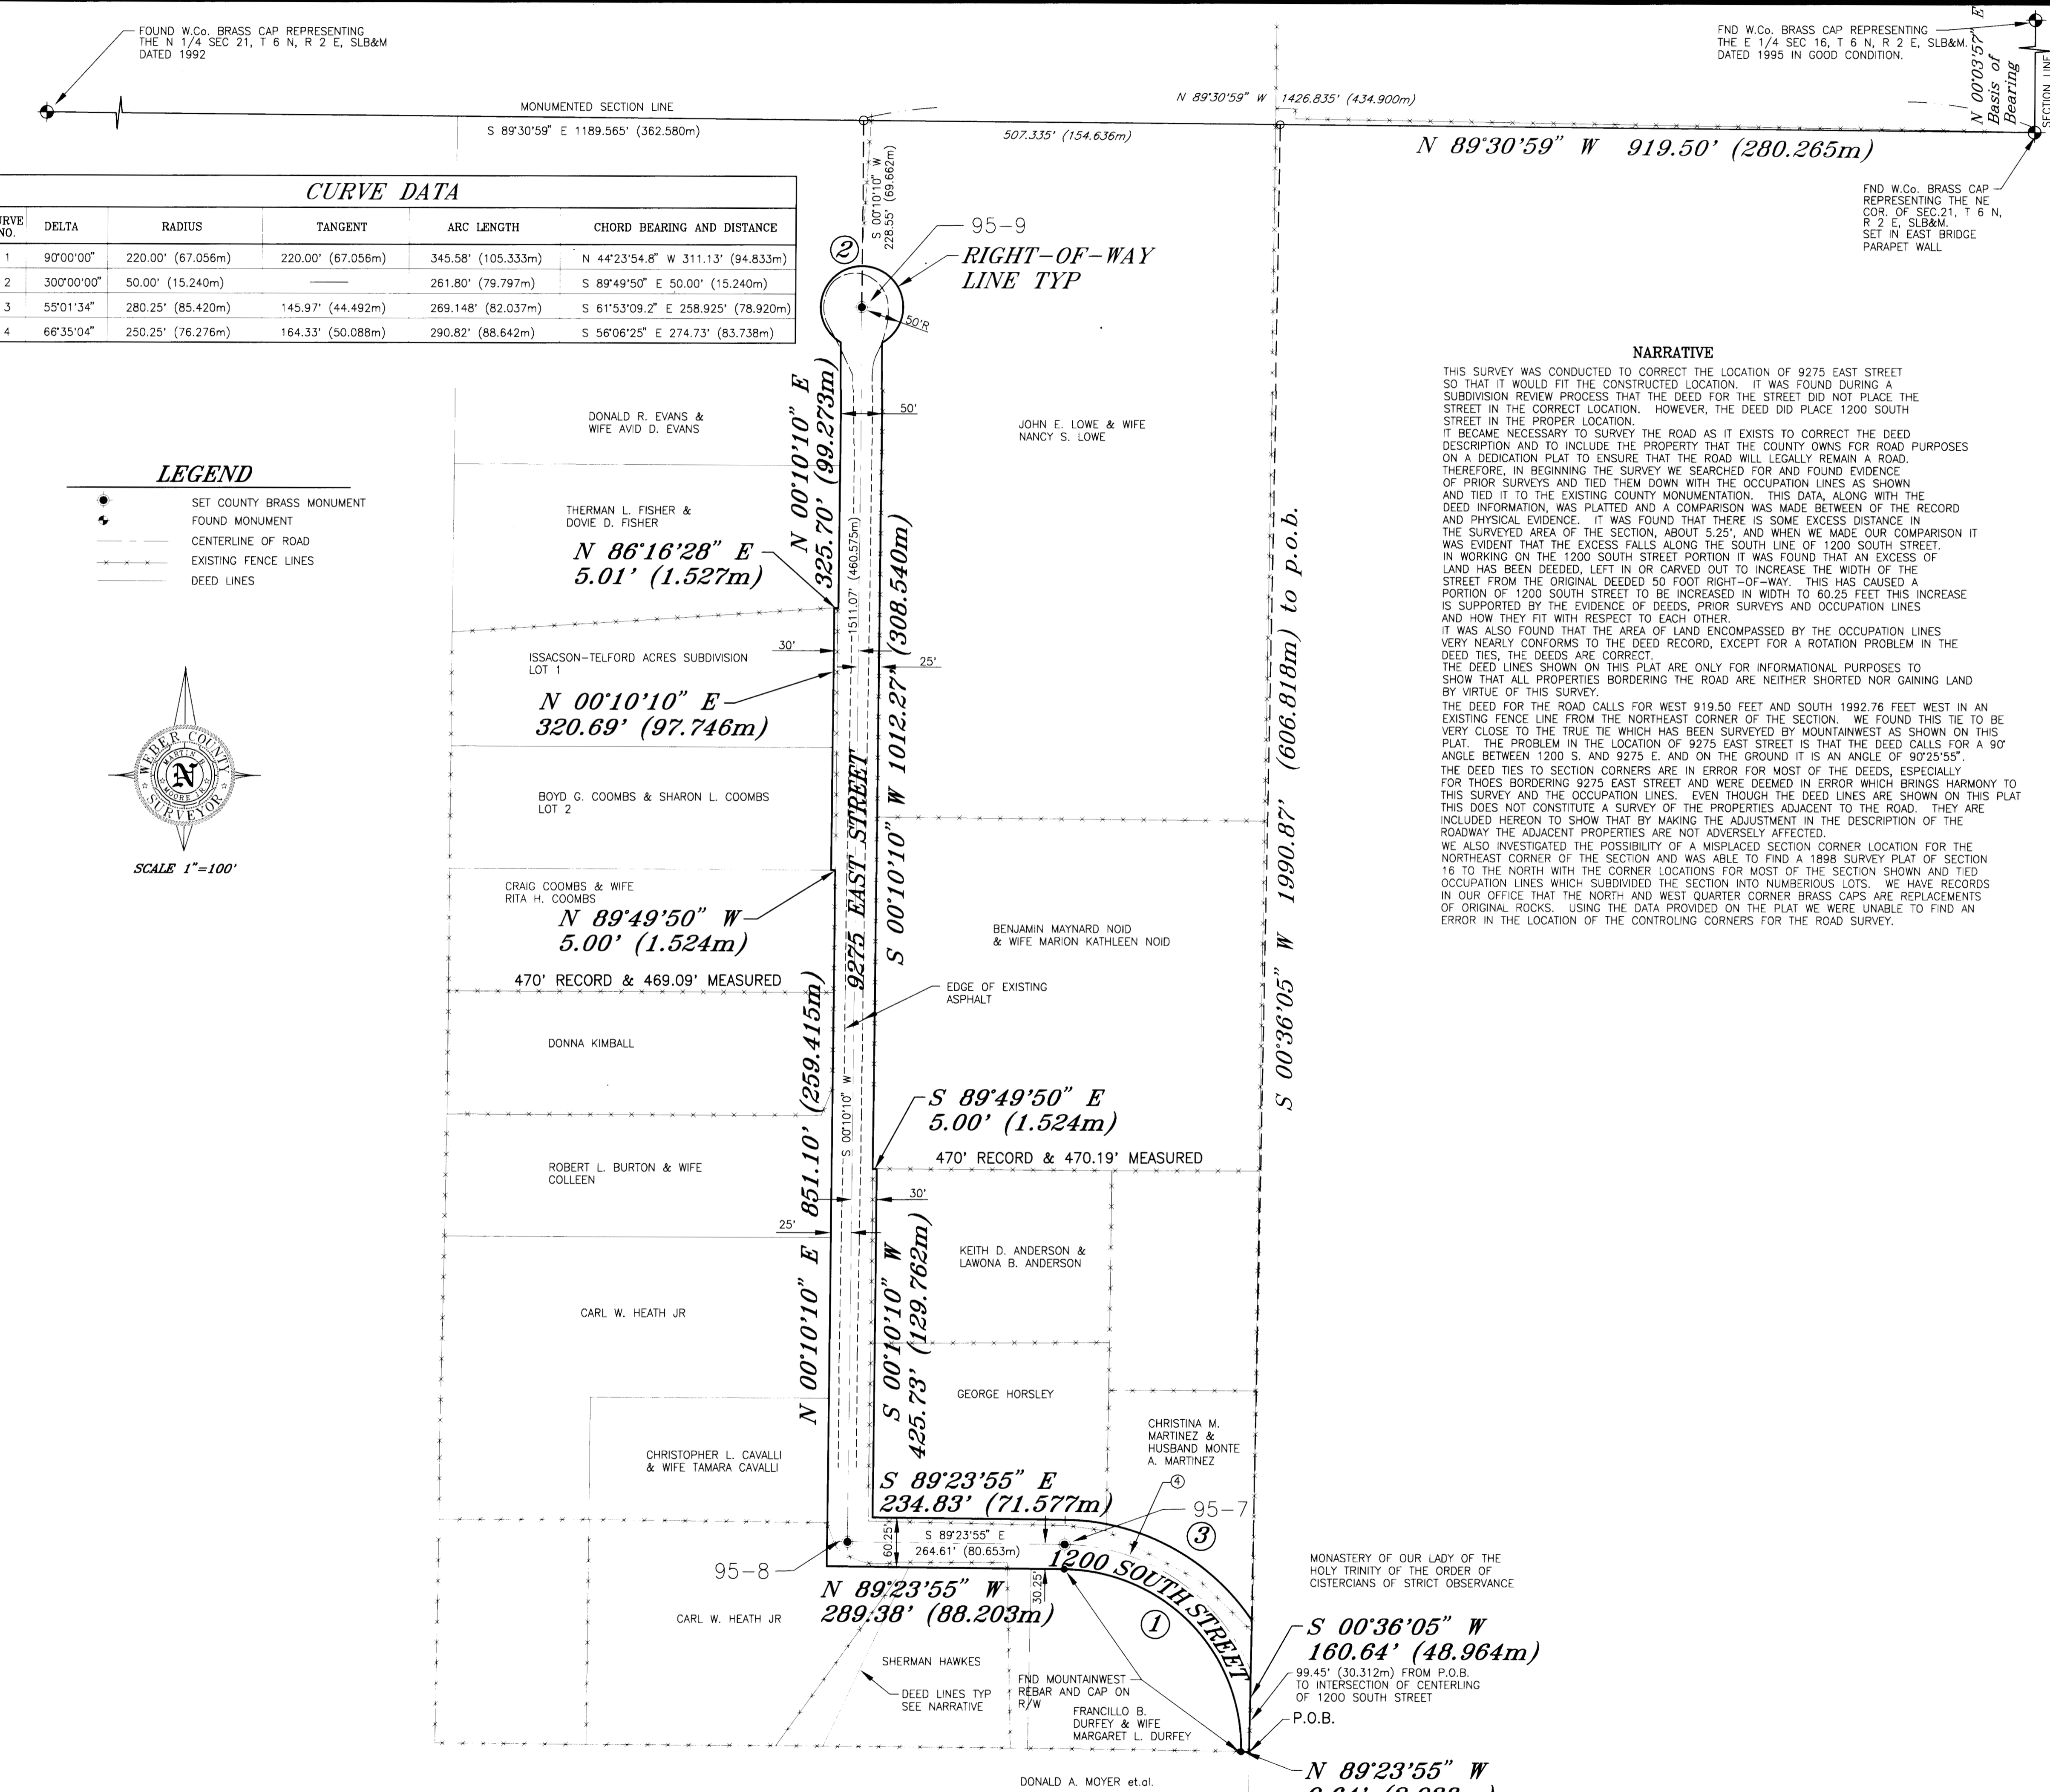 FOUND W.Co. BRASS CAP REPRESENTING
THE N 1/4 SEC 21, T 6 N, R 2 E, SLB&M
DATED 1992
FND W.Co. BRASS CAP REPRESENTING
THE E 1/4 SEC 16, T 6 N, R 2 E, SLB&M.
DATED 1995 IN GOOD CONDITION.
N 00°03'57" E
Basis of
Bearing
SECTION LINE
MONUMENTED SECTION LINE
S 89°30'59" E 1189.565' (362.580m)
N 89°30'59" W 1426.835' (434.900m)
507.335' (154.636m)
N 89°30'59" W 919.50' (280.265m)
FND W.Co. BRASS CAP
REPRESENTING THE NE
COR. OF SEC.21, T 6 N,
R 2 E, SLB&M.
SET IN EAST BRIDGE
PARAPET WALL
S 00°10'10" W
228.55' (69.662m)
CURVE DATA
NO. DELTA RADIUS TANGENT ARC LENGTH CHORD BEARING AND DISTANCE
1 90°00'00" 220.00' (67.056m) 220.00' (67.056m) 345.58' (105.333m) N 44°23'54.8" W 311.13' (94.833m)
2 300°00'00" 50.00' (15.240m) ——— 261.80' (79.797m) S 89°49'50" E 50.00' (15.240m)
3 55°01'34" 280.25' (85.420m) 145.97' (44.492m) 269.148' (82.037m) S 61°53'09.2" E 258.925' (78.920m)
4 66°35'04" 250.25' (76.276m) 164.33' (50.088m) 290.82' (88.642m) S 56°06'25" E 274.73' (83.738m)
2
95-9
RIGHT-OF-WAY
LINE TYP
50'R
LEGEND
SET COUNTY BRASS MONUMENT
FOUND MONUMENT
CENTERLINE OF ROAD
EXISTING FENCE LINES
DEED LINES
WEBER COUNTY
MARTIN B.
N
MOORE JR.
SURVEYOR
SCALE 1"=100'
DONALD R. EVANS &
WIFE AVID D. EVANS
N 00°10'10" E
325.70' (99.273m)
50'
JOHN E. LOWE & WIFE
NANCY S. LOWE
THERMAN L. FISHER &
DOVIE D. FISHER
N 86°16'28" E
5.01' (1.527m)
1511.07' (460.575m)
ISSACSON-TELFORD ACRES SUBDIVISION
LOT 1
30'
25'
N 00°10'10" E
320.69' (97.746m)
S 00°10'10" W 1012.27' (308.540m)
9275 EAST STREET
BOYD G. COOMBS & SHARON L. COOMBS
LOT 2
CRAIG COOMBS & WIFE
RITA H. COOMBS
N 89°49'50" W
5.00' (1.524m)
470' RECORD & 469.09' MEASURED
BENJAMIN MAYNARD NOID
& WIFE MARION KATHLEEN NOID
EDGE OF EXISTING
ASPHALT
S 00°36'05" W 1990.87' (606.818m) to p.o.b.
DONNA KIMBALL
S 00°10'10" W
N 00°10'10" E 851.10' (259.415m)
S 89°49'50" E
5.00' (1.524m)
470' RECORD & 470.19' MEASURED
ROBERT L. BURTON & WIFE
COLLEEN
30'
25'
KEITH D. ANDERSON &
LAWONA B. ANDERSON
S 00°10'10" W
425.73' (129.762m)
CARL W. HEATH JR
GEORGE HORSLEY
CHRISTOPHER L. CAVALLI
& WIFE TAMARA CAVALLI
CHRISTINA M.
MARTINEZ &
HUSBAND MONTE
A. MARTINEZ
4
S 89°23'55" E
234.83' (71.577m)
95-7
3
60.25'
S 89°23'55" E
264.61' (80.653m)
95-8
1200 SOUTH STREET
N 89°23'55" W
289.38' (88.203m)
30.25'
1
CARL W. HEATH JR
SHERMAN HAWKES
DEED LINES TYP
SEE NARRATIVE
FND MOUNTAINWEST
REBAR AND CAP ON
R/W
FRANCILLO B.
DURFEY & WIFE
MARGARET L. DURFEY
MONASTERY OF OUR LADY OF THE
HOLY TRINITY OF THE ORDER OF
CISTERCIANS OF STRICT OBSERVANCE
S 00°36'05" W
160.64' (48.964m)
99.45' (30.312m) FROM P.O.B.
TO INTERSECTION OF CENTERLING
OF 1200 SOUTH STREET
P.O.B.
N 89°23'55" W
DONALD A. MOYER et.al.
NARRATIVE
THIS SURVEY WAS CONDUCTED TO CORRECT THE LOCATION OF 9275 EAST STREET
SO THAT IT WOULD FIT THE CONSTRUCTED LOCATION. IT WAS FOUND DURING A
SUBDIVISION REVIEW PROCESS THAT THE DEED FOR THE STREET DID NOT PLACE THE
STREET IN THE CORRECT LOCATION. HOWEVER, THE DEED DID PLACE 1200 SOUTH
STREET IN THE PROPER LOCATION.
IT BECAME NECESSARY TO SURVEY THE ROAD AS IT EXISTS TO CORRECT THE DEED
DESCRIPTION AND TO INCLUDE THE PROPERTY THAT THE COUNTY OWNS FOR ROAD PURPOSES
ON A DEDICATION PLAT TO ENSURE THAT THE ROAD WILL LEGALLY REMAIN A ROAD.
THEREFORE, IN BEGINNING THE SURVEY WE SEARCHED FOR AND FOUND EVIDENCE
OF PRIOR SURVEYS AND TIED THEM DOWN WITH THE OCCUPATION LINES AS SHOWN
AND TIED IT TO THE EXISTING COUNTY MONUMENTATION. THIS DATA, ALONG WITH THE
DEED INFORMATION, WAS PLATTED AND A COMPARISON WAS MADE BETWEEN OF THE RECORD
AND PHYSICAL EVIDENCE. IT WAS FOUND THAT THERE IS SOME EXCESS DISTANCE IN
THE SURVEYED AREA OF THE SECTION, ABOUT 5.25', AND WHEN WE MADE OUR COMPARISON IT
WAS EVIDENT THAT THE EXCESS FALLS ALONG THE SOUTH LINE OF 1200 SOUTH STREET.
IN WORKING ON THE 1200 SOUTH STREET PORTION IT WAS FOUND THAT AN EXCESS OF
LAND HAS BEEN DEEDED, LEFT IN OR CARVED OUT TO INCREASE THE WIDTH OF THE
STREET FROM THE ORIGINAL DEEDED 50 FOOT RIGHT-OF-WAY. THIS HAS CAUSED A
PORTION OF 1200 SOUTH STREET TO BE INCREASED IN WIDTH TO 60.25 FEET THIS INCREASE
IS SUPPORTED BY THE EVIDENCE OF DEEDS, PRIOR SURVEYS AND OCCUPATION LINES
AND HOW THEY FIT WITH RESPECT TO EACH OTHER.
IT WAS ALSO FOUND THAT THE AREA OF LAND ENCOMPASSED BY THE OCCUPATION LINES
VERY NEARLY CONFORMS TO THE DEED RECORD, EXCEPT FOR A ROTATION PROBLEM IN THE
DEED TIES, THE DEEDS ARE CORRECT.
THE DEED LINES SHOWN ON THIS PLAT ARE ONLY FOR INFORMATIONAL PURPOSES TO
SHOW THAT ALL PROPERTIES BORDERING THE ROAD ARE NEITHER SHORTED NOR GAINING LAND
BY VIRTUE OF THIS SURVEY.
THE DEED FOR THE ROAD CALLS FOR WEST 919.50 FEET AND SOUTH 1992.76 FEET WEST IN AN
EXISTING FENCE LINE FROM THE NORTHEAST CORNER OF THE SECTION. WE FOUND THIS TIE TO BE
VERY CLOSE TO THE TRUE TIE WHICH HAS BEEN SURVEYED BY MOUNTAINWEST AS SHOWN ON THIS
PLAT. THE PROBLEM IN THE LOCATION OF 9275 EAST STREET IS THAT THE DEED CALLS FOR A 90°
ANGLE BETWEEN 1200 S. AND 9275 E. AND ON THE GROUND IT IS AN ANGLE OF 90°25'55".
THE DEED TIES TO SECTION CORNERS ARE IN ERROR FOR MOST OF THE DEEDS, ESPECIALLY
FOR THOES BORDERING 9275 EAST STREET AND WERE DEEMED IN ERROR WHICH BRINGS HARMONY TO
THIS SURVEY AND THE OCCUPATION LINES. EVEN THOUGH THE DEED LINES ARE SHOWN ON THIS PLAT
THIS DOES NOT CONSTITUTE A SURVEY OF THE PROPERTIES ADJACENT TO THE ROAD. THEY ARE
INCLUDED HEREON TO SHOW THAT BY MAKING THE ADJUSTMENT IN THE DESCRIPTION OF THE
ROADWAY THE ADJACENT PROPERTIES ARE NOT ADVERSELY AFFECTED.
WE ALSO INVESTIGATED THE POSSIBILITY OF A MISPLACED SECTION CORNER LOCATION FOR THE
NORTHEAST CORNER OF THE SECTION AND WAS ABLE TO FIND A 1898 SURVEY PLAT OF SECTION
16 TO THE NORTH WITH THE CORNER LOCATIONS FOR MOST OF THE SECTION SHOWN AND TIED
OCCUPATION LINES WHICH SUBDIVIDED THE SECTION INTO NUMBERIOUS LOTS. WE HAVE RECORDS
IN OUR OFFICE THAT THE NORTH AND WEST QUARTER CORNER BRASS CAPS ARE REPLACEMENTS
OF ORIGINAL ROCKS. USING THE DATA PROVIDED ON THE PLAT WE WERE UNABLE TO FIND AN
ERROR IN THE LOCATION OF THE CONTROLING CORNERS FOR THE ROAD SURVEY.